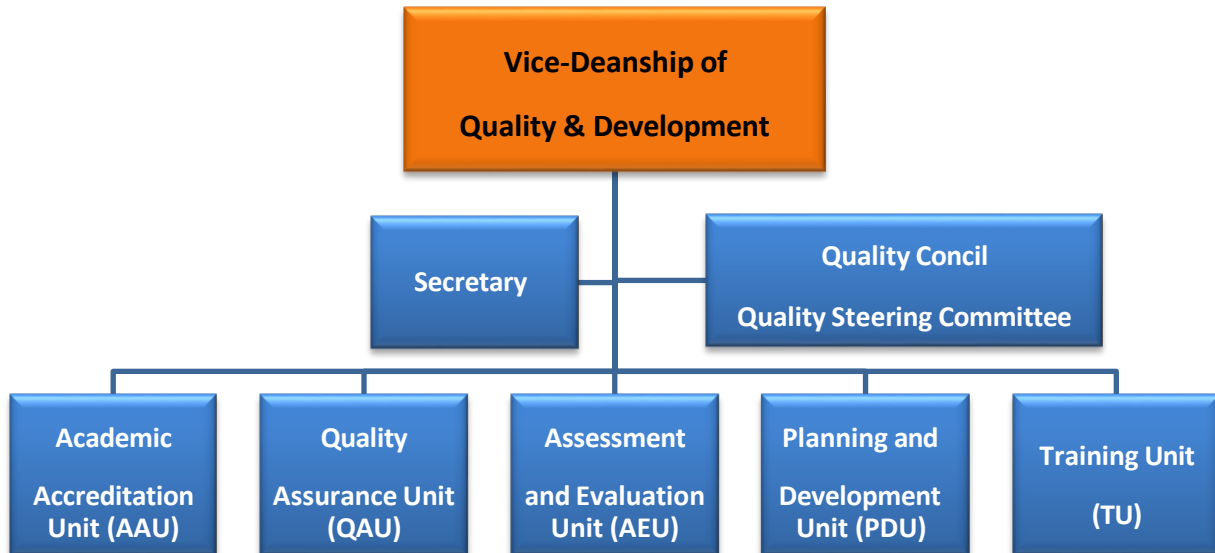 Vice-Deanship of
Quality & Development
Secretary
Quality Concil
Quality Steering Committee
Academic
Accreditation
Unit (AAU)
Quality
Assurance Unit
(QAU)
Assessment
and Evaluation
Unit (AEU)
Planning and
Development
Unit (PDU)
Training Unit
(TU)